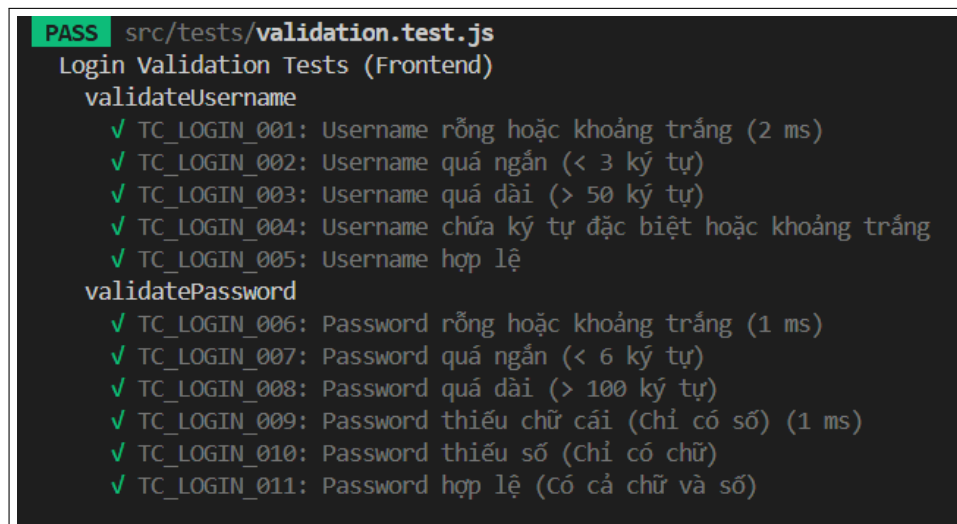 PASS src/tests/validation.test.js
Login Validation Tests (Frontend)
validateUsername
√ TC_LOGIN_001: Username rỗng hoặc khoảng trắng (2 ms)
√ TC_LOGIN_002: Username quá ngắn (< 3 ký tự)
√ TC_LOGIN_003: Username quá dài (> 50 ký tự)
√ TC_LOGIN_004: Username chứa ký tự đặc biệt hoặc khoảng trắng
√ TC_LOGIN_005: Username hợp lệ
validatePassword
√ TC_LOGIN_006: Password rỗng hoặc khoảng trắng (1 ms)
√ TC_LOGIN_007: Password quá ngắn (< 6 ký tự)
√ TC_LOGIN_008: Password quá dài (> 100 ký tự)
√ TC_LOGIN_009: Password thiếu chữ cái (Chỉ có số) (1 ms)
√ TC_LOGIN_010: Password thiếu số (Chỉ có chữ)
√ TC_LOGIN_011: Password hợp lệ (Có cả chữ và số)